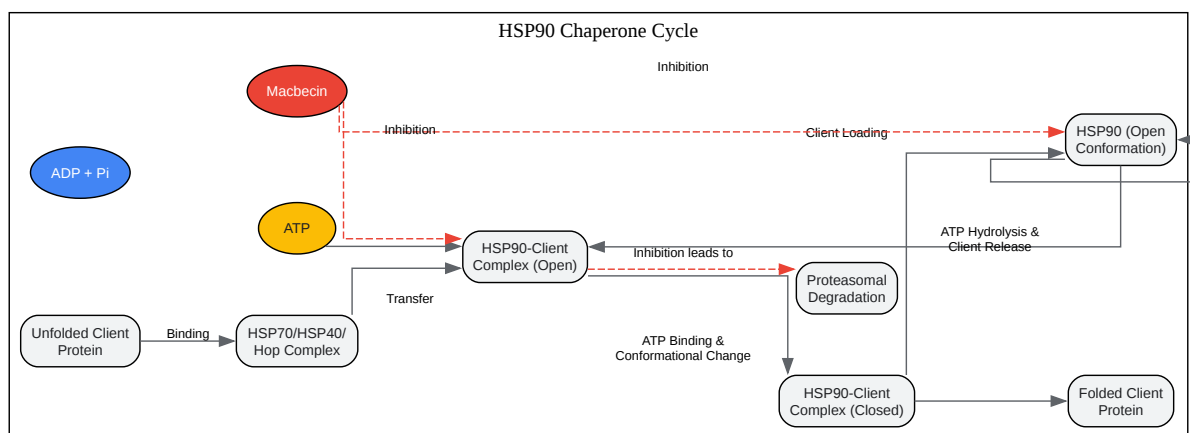 HSP90 Chaperone Cycle
Inhibition
Macbecin
Inhibition
Client Loading
HSP90 (Open
Conformation)
ADP + Pi
ATP
HSP90-Client
Complex (Open)
Inhibition leads to
ATP Hydrolysis &
Client Release
Proteasomal
Degradation
Transfer
Unfolded Client
Protein
Binding
HSP70/HSP40/
Hop Complex
ATP Binding &
Conformational Change
HSP90-Client
Complex (Closed)
Folded Client
Protein